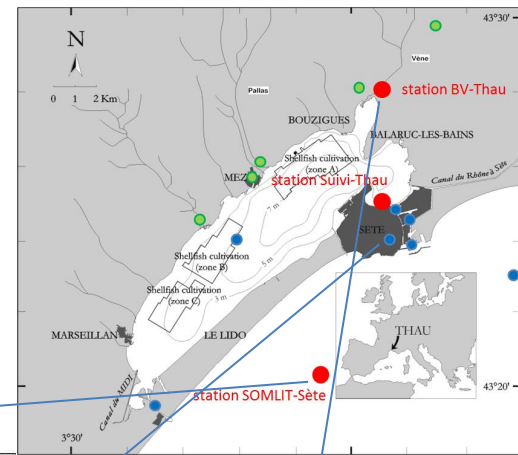 43°30'
N
0 1 2 Km
Vène
station BV-Thau
Pallas
BOUZIGUES
BALARUC-LES-BAINS
Shellfish cultivation
(zone A)
MEZ
station Suivi-Thau
Canal du Rhône à Sète
7 m
SETE
5 m
Shellfish cultivation
(zone B)
Shellfish cultivation
(zone C)
3 m
MARSEILLAN
LE LIDO
THAU
Canal du MIDI
station SOMLIT-Sète
43°20
3°30'